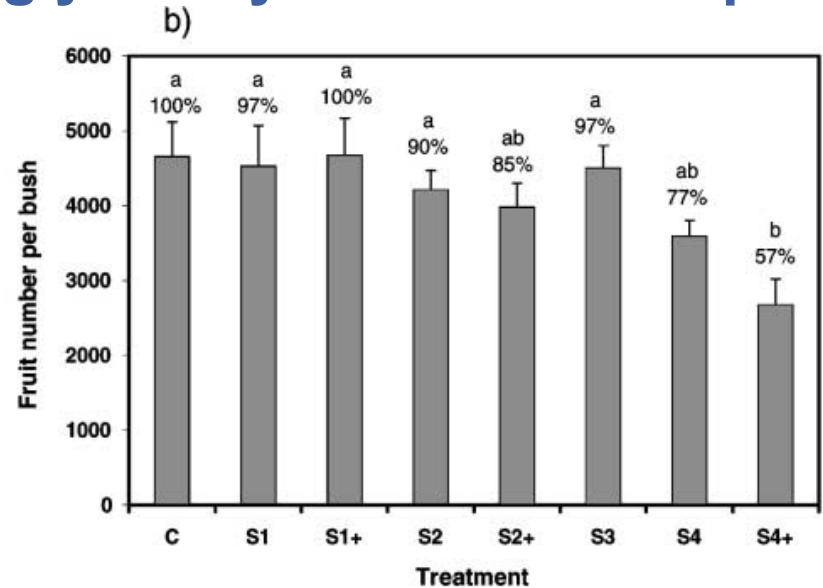 b)
6000
5000
4000
3000
2000
1000
0
Fruit number per bush
a
100%
a
97%
a
100%
a
90%
ab
85%
a
97%
ab
77%
b
57%
C S1 S1+ S2 S2+ S3 S4 S4+
Treatment